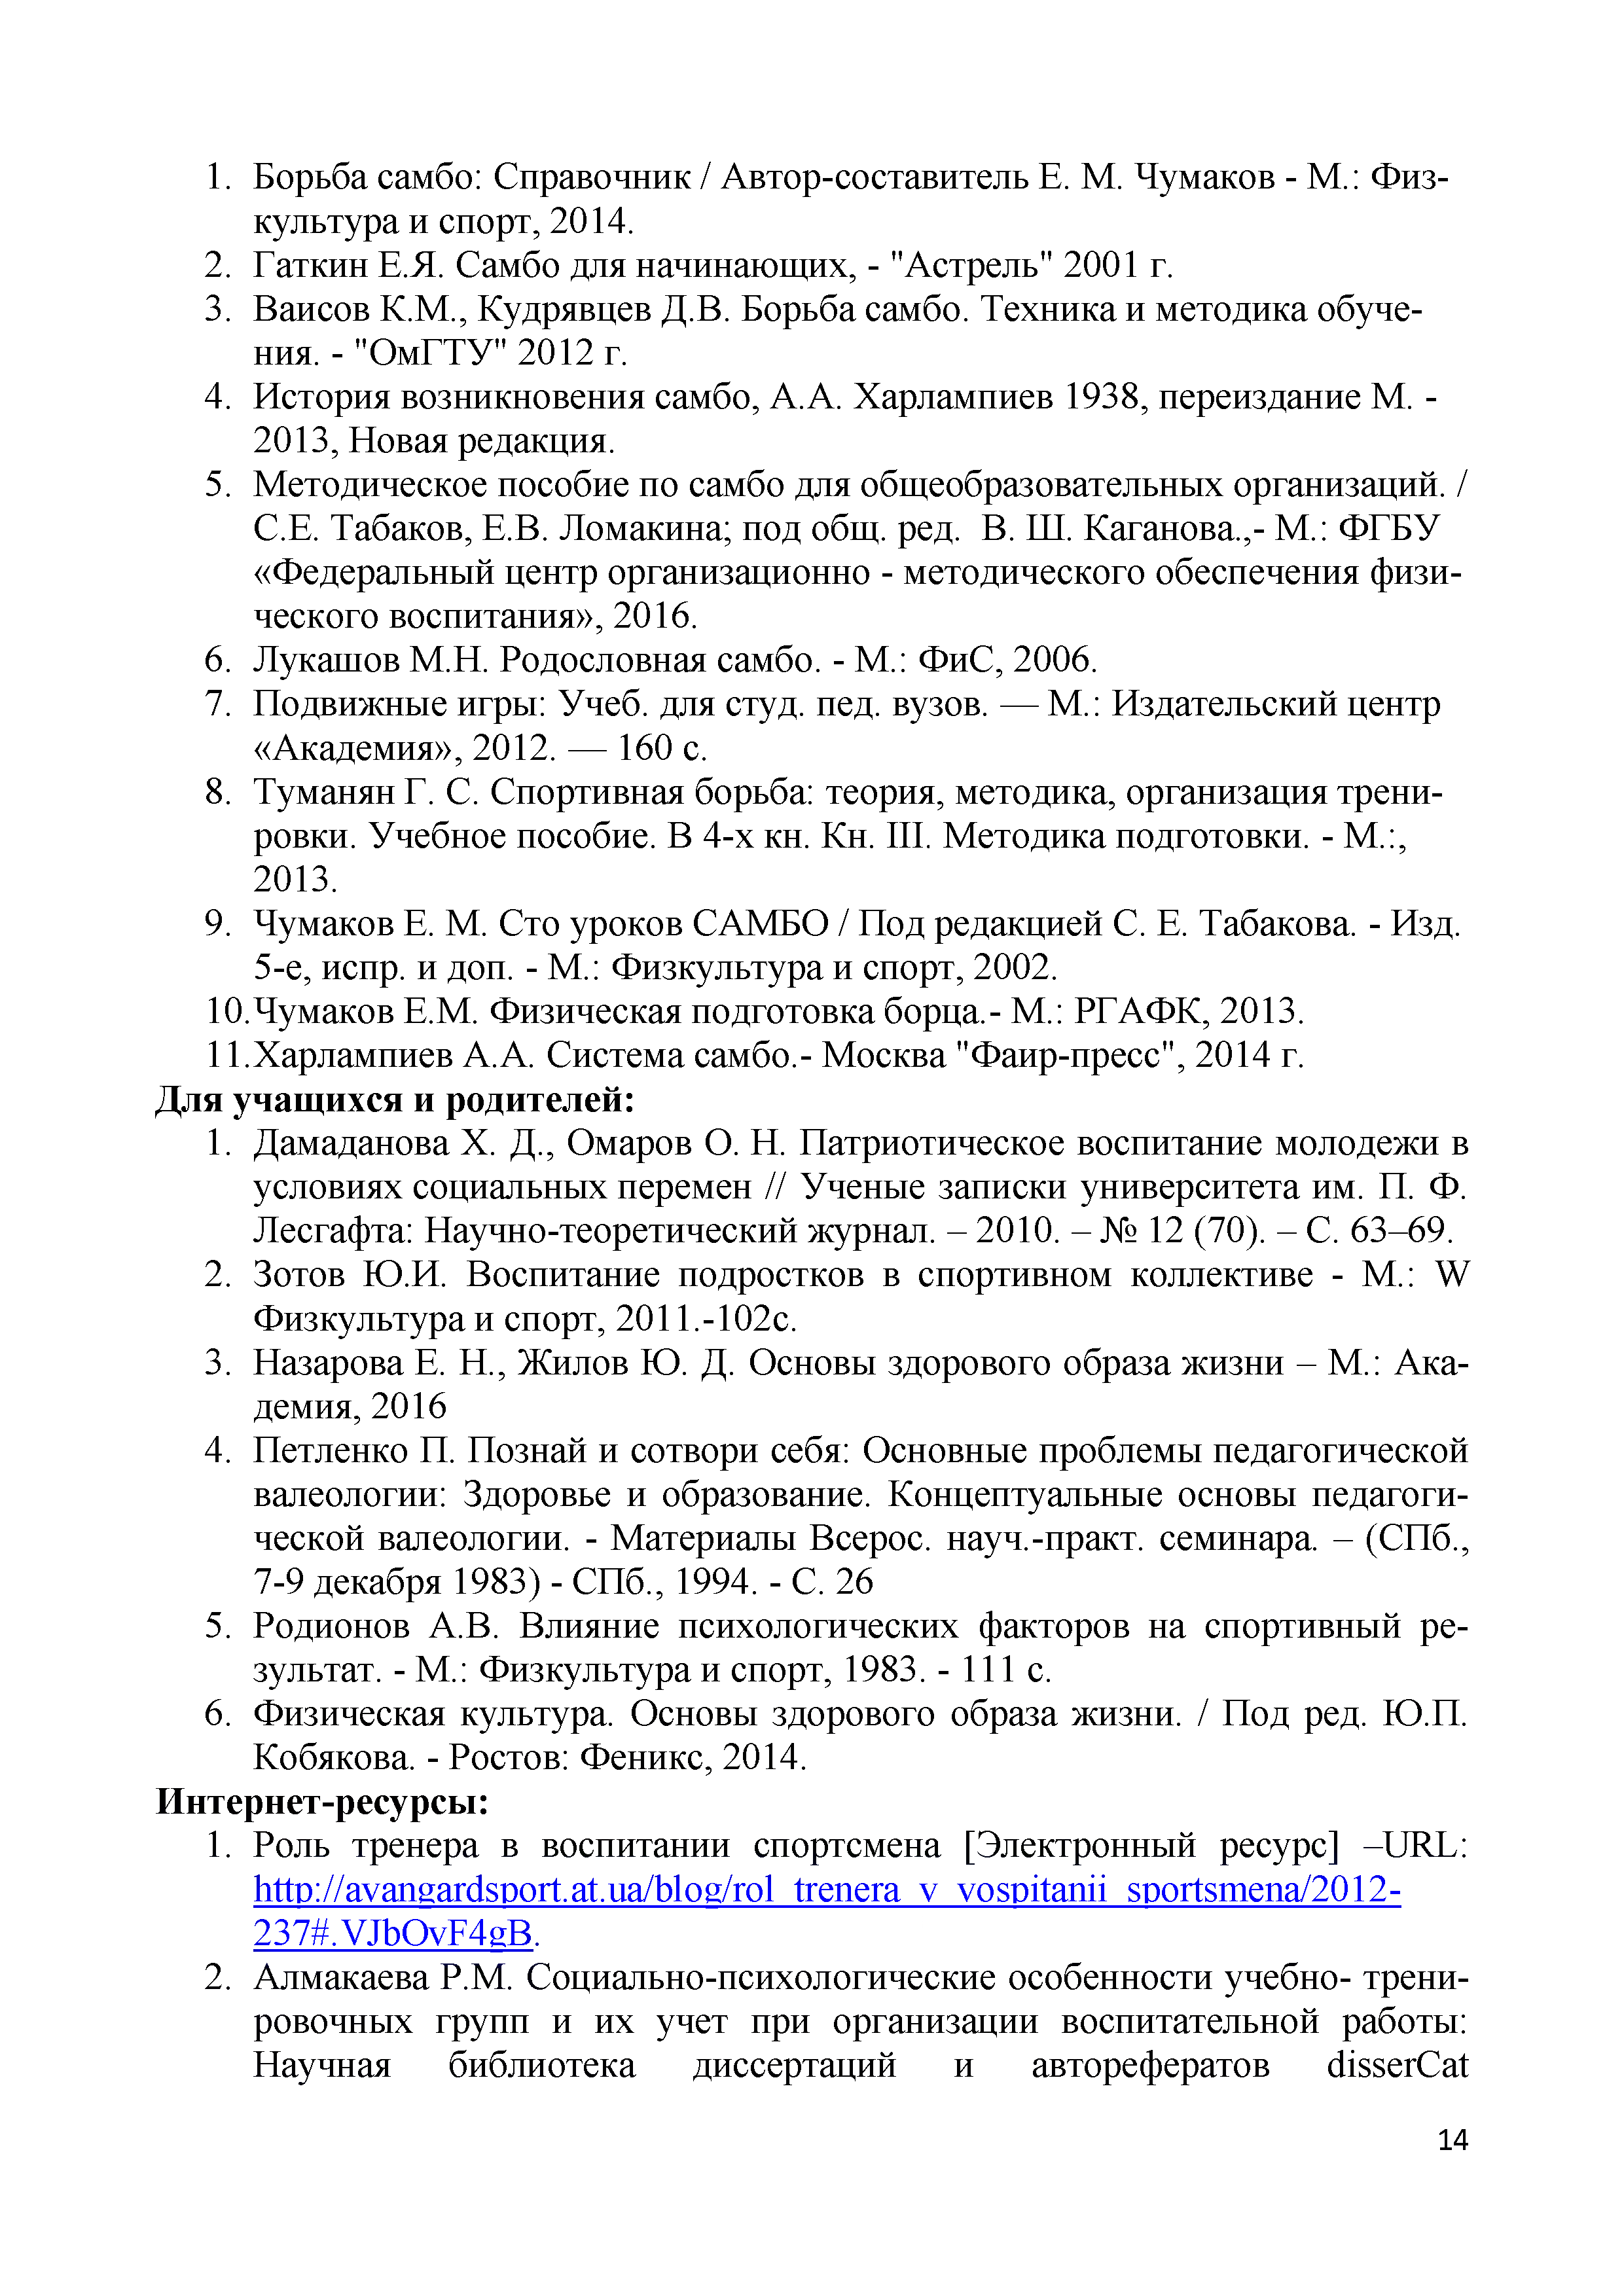 1. Борьба самбо: Справочник / Автор-составитель Е. М. Чумаков - М.: Физ-
культура и спорт, 2014.
2. Гаткин Е.Я. Самбо для начинающих, - "Астрель" 2001 г.
3. Ваисов К.М., Кудрявцев Д.В. Борьба самбо. Техника и методика обуче-
ния. - "ОмГТУ" 2012 г.
4. История возникновения самбо, А.А. Харлампиев 1938, переиздание М. -
2013, Новая редакция.
5. Методическое пособие по самбо для общеобразовательных организаций. /
С.Е. Табаков, Е.В. Ломакина; под общ. ред. В. Ш. Каганова.,- М.: ФГБУ
«Федеральный центр организационно - методического обеспечения физи-
ческого воспитания», 2016.
6. Лукашов М.Н. Родословная самбо. - М.: ФиС, 2006.
7. Подвижные игры: Учеб. для студ. пед. вузов. — М.: Издательский центр
«Академия», 2012. — 160 с.
8. Туманян Г. С. Спортивная борьба: теория, методика, организация трени-
ровки. Учебное пособие. В 4-х кн. Кн. III. Методика подготовки. - М.:,
2013.
9. Чумаков Е. М. Сто уроков САМБО / Под редакцией С. Е. Табакова. - Изд.
5-е, испр. и доп. - М.: Физкультура и спорт, 2002.
10.Чумаков Е.М. Физическая подготовка борца.- М.: РГАФК, 2013.
11.Харлампиев А.А. Система самбо.- Москва "Фаир-пресс", 2014 г.
Для учащихся и родителей:
1. Дамаданова Х. Д., Омаров О. Н. Патриотическое воспитание молодежи в
условиях социальных перемен // Ученые записки университета им. П. Ф.
Лесгафта: Научно-теоретический журнал. – 2010. – № 12 (70). – С. 63–69.
2. Зотов Ю.И. Воспитание подростков в спортивном коллективе - М.: W
Физкультура и спорт, 2011.-102с.
3. Назарова Е. Н., Жилов Ю. Д. Основы здорового образа жизни – М.: Ака-
демия, 2016
4. Петленко П. Познай и сотвори себя: Основные проблемы педагогической
валеологии: Здоровье и образование. Концептуальные основы педагоги-
ческой валеологии. - Материалы Всерос. науч.-практ. семинара. – (СПб.,
7-9 декабря 1983) - СПб., 1994. - С. 26
5. Родионов А.В. Влияние психологических факторов на спортивный ре-
зультат. - М.: Физкультура и спорт, 1983. - 111 с.
6. Физическая культура. Основы здорового образа жизни. / Под ред. Ю.П.
Кобякова. - Ростов: Феникс, 2014.
Интернет-ресурсы:
1. Роль тренера в воспитании спортсмена [Электронный ресурс] –URL:
http://avangardsport.at.ua/blog/rol_trenera_v_vospitanii_sportsmena/2012-
237#.VJbOvF4gB.
2. Алмакаева Р.М. Социально-психологические особенности учебно- трени-
ровочных групп и их учет при организации воспитательной работы:
Научная библиотека диссертаций и авторефератов disserCat
14